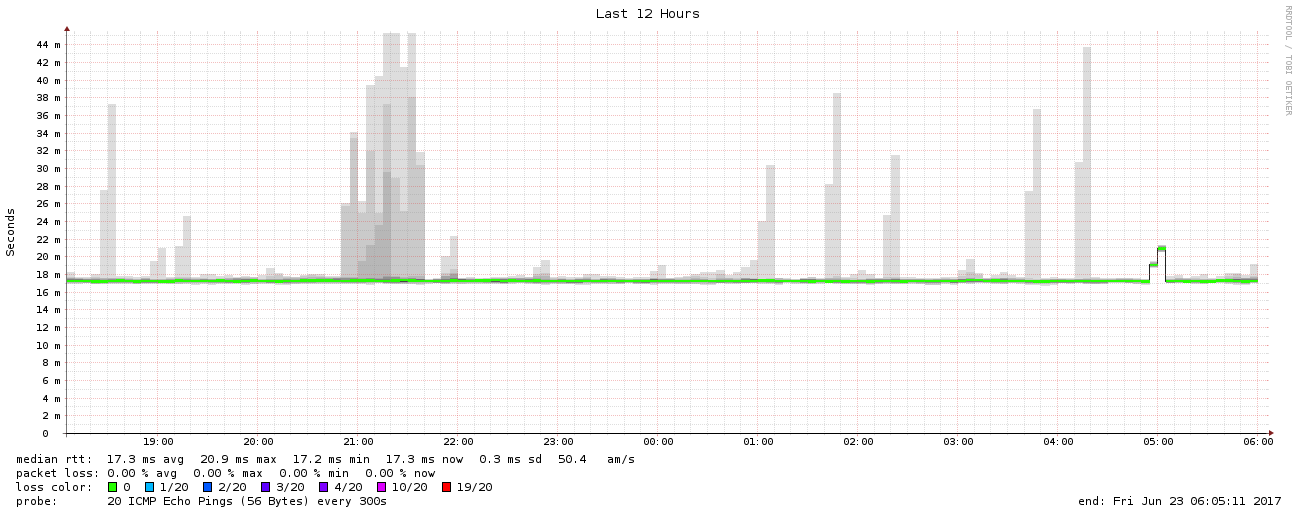 Last 12 Hours
RRDTOOL / TOBI OETIKER
Seconds
44 m
42 m
40 m
38 m
36 m
34 m
32 m
30 m
28 m
26 m
24 m
22 m
20 m
18 m
16 m
14 m
12 m
10 m
8 m
6 m
4 m
2 m
0
19:00 20:00 21:00 22:00 23:00 00:00 01:00 02:00 03:00 04:00 05:00 06:00
median rtt: 17.3 ms avg 20.9 ms max 17.2 ms min 17.3 ms now 0.3 ms sd 50.4 am/s
packet loss: 0.00 % avg 0.00 % max 0.00 % min 0.00 % now
loss color: 0 1/20 2/20 3/20 4/20 10/20 19/20
probe: 20 ICMP Echo Pings (56 Bytes) every 300s end: Fri Jun 23 06:05:11 2017